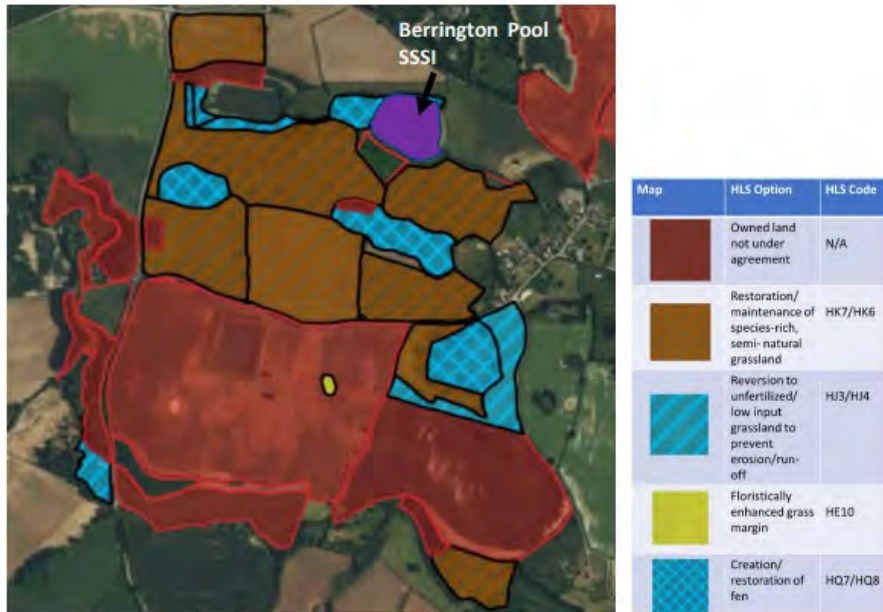 Berrington Pool
SSSI
Map HLS Option HLS Code
Owned land
not under
agreement
N/A
Restoration/
maintenance of
species-rich,
semi- natural
grassland
HK7/HK6
Reversion to
unfertilized/
low input
grassland to
prevent
erosion/run-
off
HJ3/HJ4
Floristically
enhanced grass
margin
HE10
Creation/
restoration of
fen
HQ7/HQ8